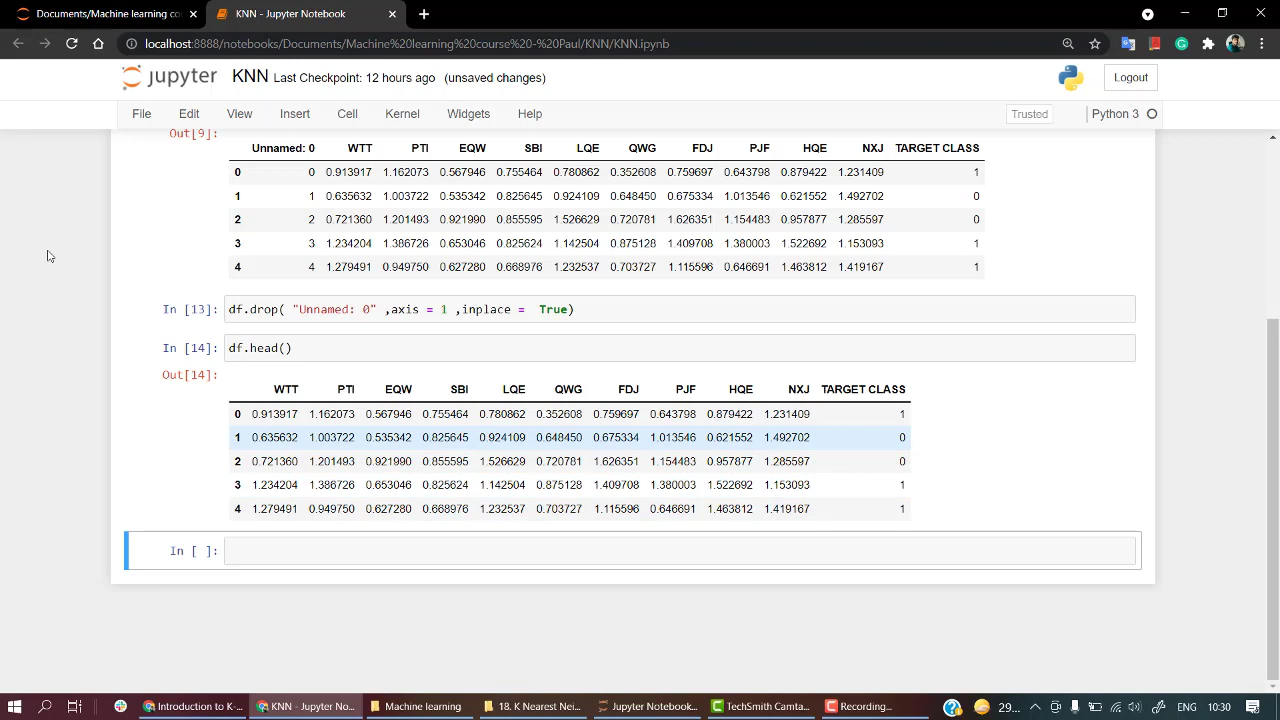 Documents/Machine learning co
KNN - Jupyter Notebook
localhost:8888/notebooks/Documents/Machine%20learning%20course%20-%20Paul/KNN/KNN.ipynb
jupyter KNN Last Checkpoint: 12 hours ago (unsaved changes)
Logout
File Edit View Insert Cell Kernel Widgets Help
Trusted
Python 3
Out[9]:
Unnamed: 0 WTT PTI EQW SBI LQE QWG FDJ PJF HQE NXJ TARGET CLASS
0 0 0.913917 1.162073 0.567946 0.755464 0.780862 0.352608 0.759697 0.643798 0.879422 1.231409 1
1 1 0.635632 1.003722 0.535342 0.825645 0.924109 0.648450 0.675334 1.013546 0.621552 1.492702 0
2 2 0.721360 1.201493 0.921990 0.855595 1.526629 0.720781 1.626351 1.154483 0.957877 1.285597 0
3 3 1.234204 1.386726 0.653046 0.825624 1.142504 0.875128 1.409708 1.380003 1.522692 1.153093 1
4 4 1.279491 0.949750 0.627280 0.668976 1.232537 0.703727 1.115596 0.646691 1.463812 1.419167 1
In [13]: df.drop( "Unnamed: 0" ,axis = 1 ,inplace =  True)
In [14]: df.head()
Out[14]:
WTT PTI EQW SBI LQE QWG FDJ PJF HQE NXJ TARGET CLASS
0 0.913917 1.162073 0.567946 0.755464 0.780862 0.352608 0.759697 0.643798 0.879422 1.231409 1
1 0.635632 1.003722 0.535342 0.825645 0.924109 0.648450 0.675334 1.013546 0.621552 1.492702 0
2 0.721360 1.201493 0.921990 0.855595 1.526629 0.720781 1.626351 1.154483 0.957877 1.285597 0
3 1.234204 1.386726 0.653046 0.825624 1.142504 0.875128 1.409708 1.380003 1.522692 1.153093 1
4 1.279491 0.949750 0.627280 0.668976 1.232537 0.703727 1.115596 0.646691 1.463812 1.419167 1
In [ ]:
Introduction to K-... KNN - Jupyter No... Machine learning 18. K Nearest Nei... Jupyter Notebook... TechSmith Camta... Recording... 29... 10:30